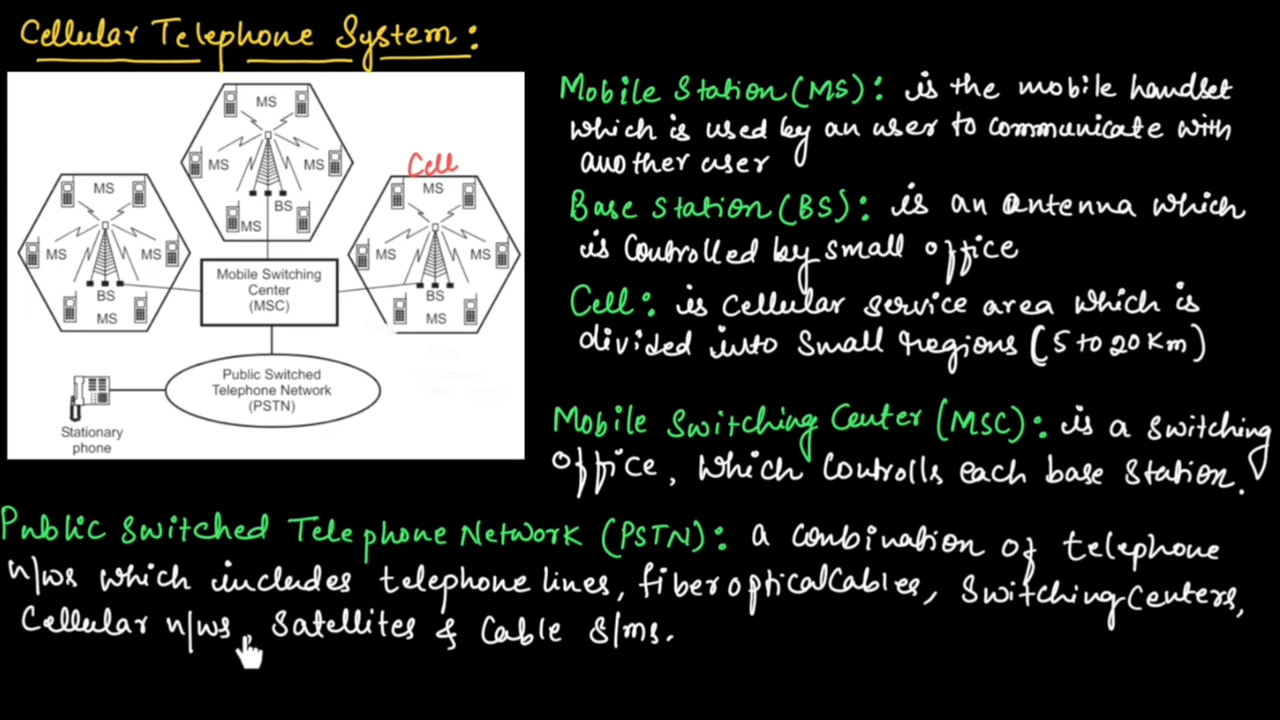 Cellular Telephone System:
MS
MS
MS
MS
BS
Cell
MS
MS
MS
BS
MS
MS
MS
MS
BS
MS
Mobile Switching
Center
(MSC)
Public Switched
Telephone Network
(PSTN)
Stationary
phone
Mobile Station (MS): is the mobile handset
which is used by an user to communicate with
another user
Base Station (BS): is an antenna which
is controlled by small office
Cell: is cellular service area which is
divided into small regions (5 to 20 Km)
Mobile Switching Center (MSC): is a switching
office, which controlls each base station.
Public Switched Telephone Network (PSTN): a combination of telephone
n/ws which includes telephone lines, fiber optical cables, switching centers,
Cellular n/ws, Satellites & Cable S/ms.